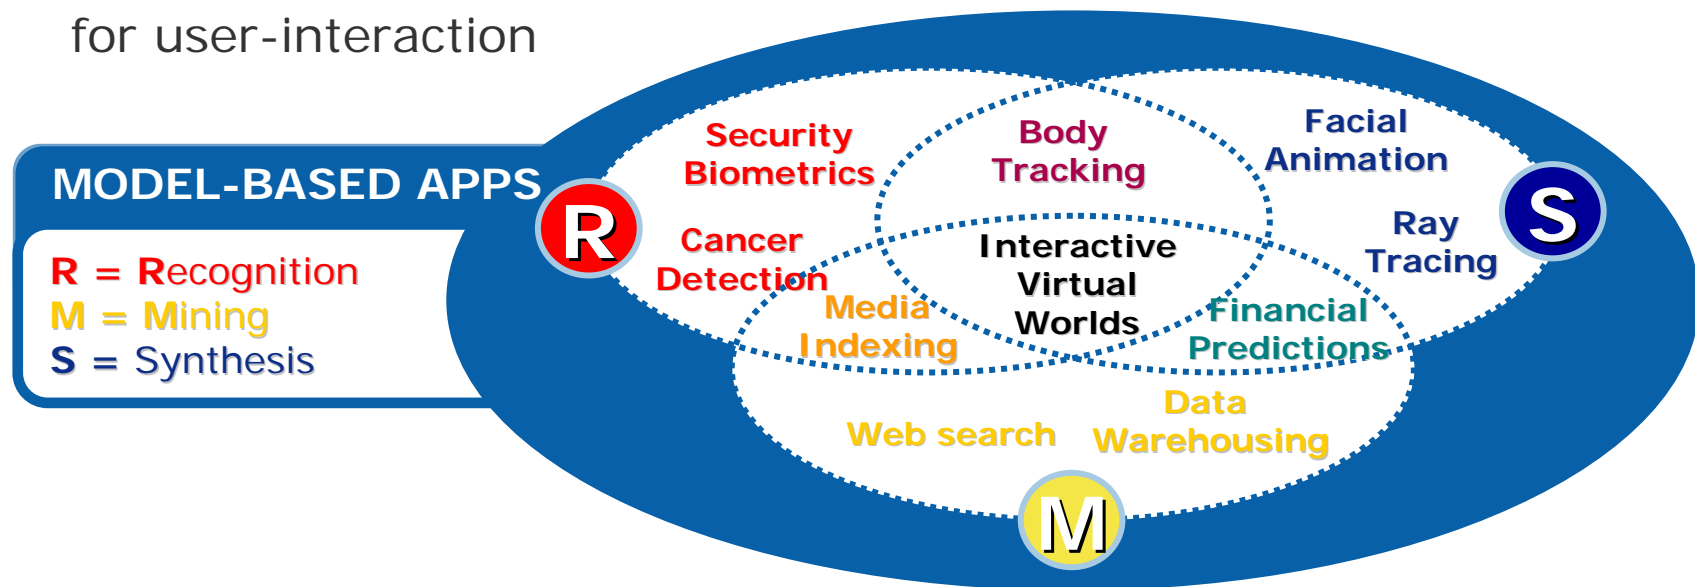 for user-interaction
MODEL-BASED APPS
R = Recognition
M = Mining
S = Synthesis
R
Security
Biometrics
Cancer
Detection
Body
Tracking
Facial
Animation
Ray
Tracing
S
Interactive
Virtual
Worlds
Media
Indexing
Financial
Predictions
Web search
Data
Warehousing
M